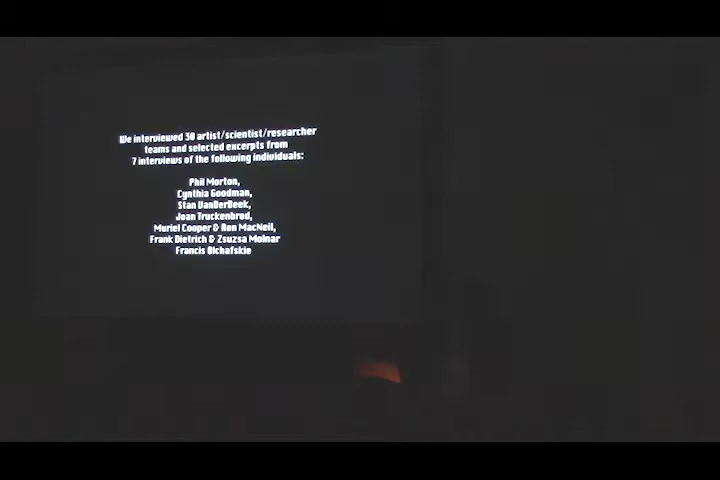 We interviewed 30 artist/scientist/researcher
teams and selected excerpts from
7 interviews of the following individuals:
Phil Morton,
Cynthia Goodman,
Stan VanDerBeek,
Joan Truckenbrod,
Muriel Cooper & Ron MacNeil,
Frank Dietrich & Zsuzsa Molnar
Francis Olchafskie